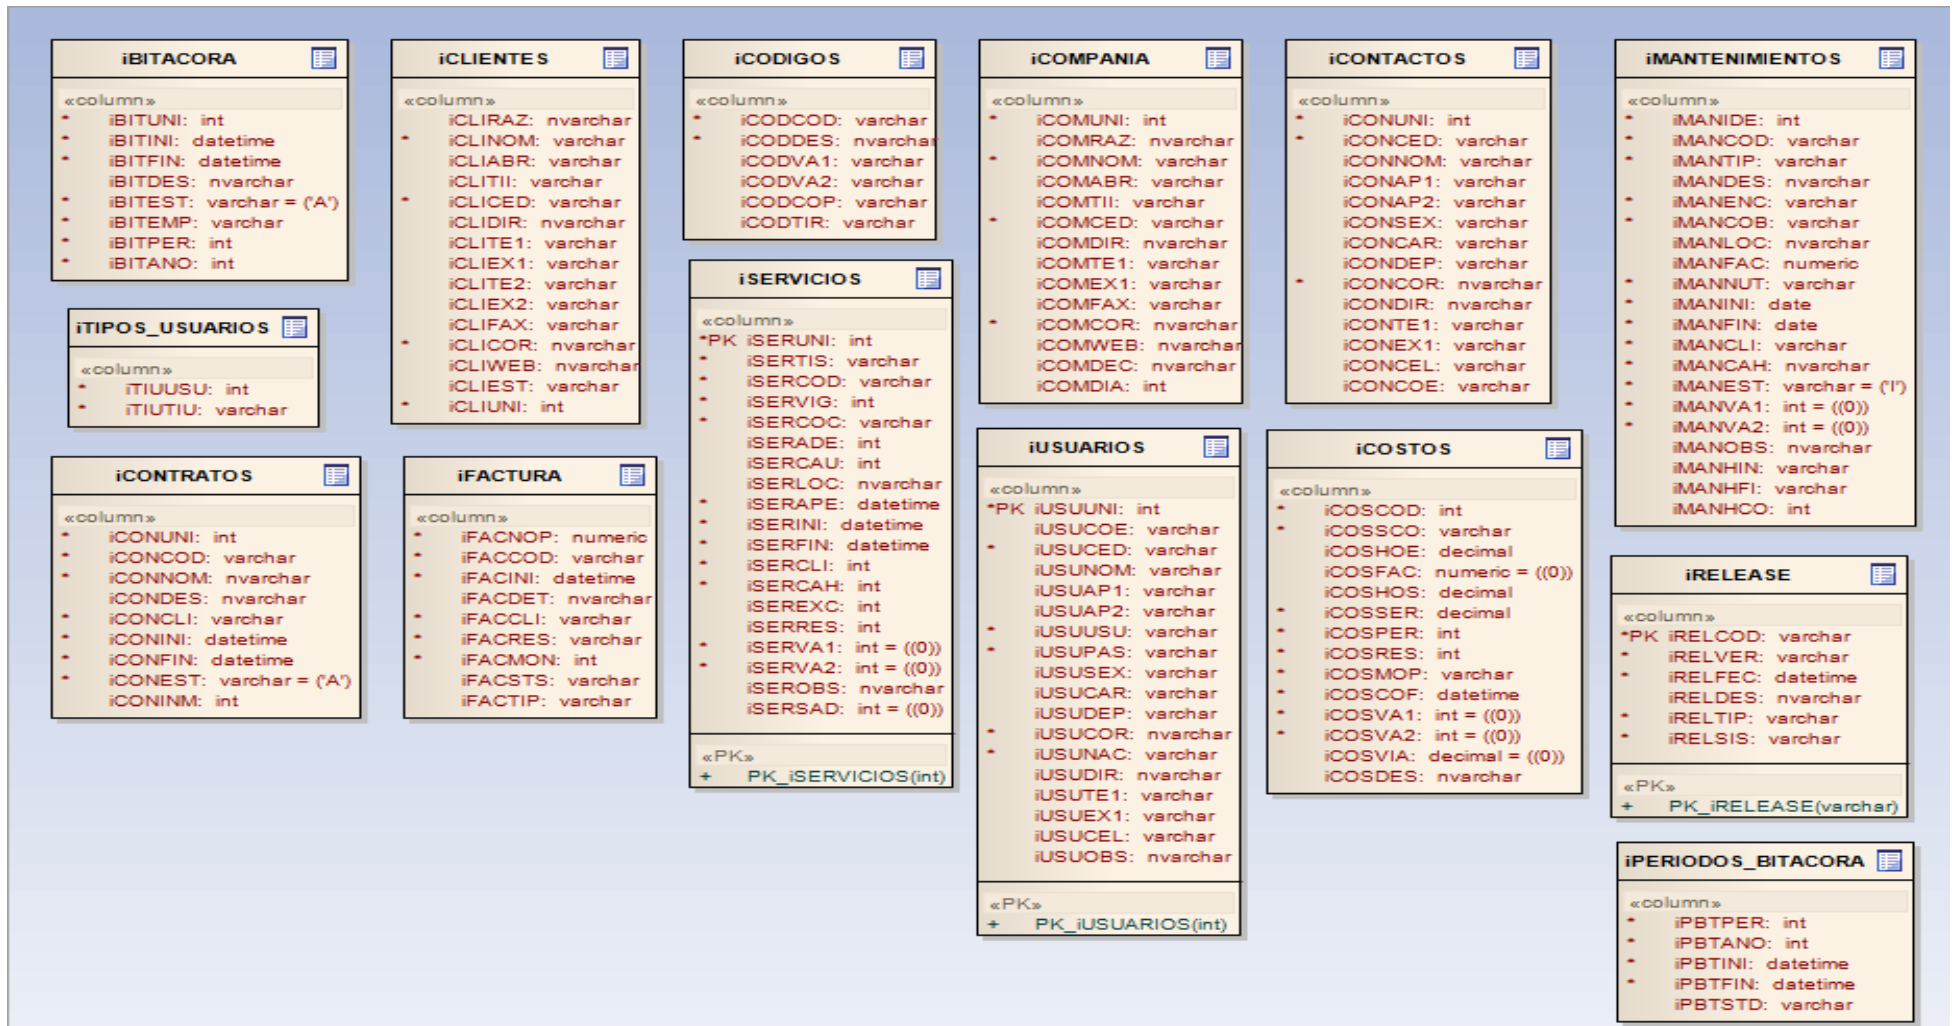 iBITACORA
«column»
* iBITUNI: int
* iBITINI: datetime
* iBITFIN: datetime
iBITDES: nvarchar
* iBITEST: varchar = ('A')
* iBITEMP: varchar
* iBITPER: int
* iBITANO: int
iTIPOS_USUARIOS
«column»
* iTIUUSU: int
* iTIUTIU: varchar
iCONTRATOS
«column»
* iCONUNI: int
* iCONCOD: varchar
* iCONNOM: nvarchar
iCONDES: nvarchar
* iCONCLI: varchar
* iCONINI: datetime
* iCONFIN: datetime
* iCONEST: varchar = ('A')
iCONINM: int
iCLIENTES
«column»
iCLIRAZ: nvarchar
* iCLINOM: varchar
iCLIABR: varchar
iCLITII: varchar
* iCLICED: varchar
iCLIDIR: nvarchar
iCLITE1: varchar
iCLIEX1: varchar
iCLITE2: varchar
iCLIEX2: varchar
iCLIFAX: varchar
* iCLICOR: nvarchar
iCLIWEB: nvarchar
iCLIEST: varchar
* iCLIUNI: int
iFACTURA
«column»
* iFACNOP: numeric
* iFACCOD: varchar
* iFACINI: datetime
iFACDET: nvarchar
* iFACCLI: varchar
* iFACRES: varchar
* iFACMON: int
iFACSTS: varchar
iFACTIP: varchar
iCODIGOS
«column»
* iCODCOD: varchar
* iCODDES: nvarchar
iCODVA1: varchar
iCODVA2: varchar
iCODCOP: varchar
iCODTIR: varchar
iSERVICIOS
«column»
*PK iSERUNI: int
* iSERTIS: varchar
* iSERCOD: varchar
* iSERVIG: int
* iSERCOC: varchar
iSERADE: int
iSERCAU: int
iSERLOC: nvarchar
* iSERAPE: datetime
* iSERINI: datetime
* iSERFIN: datetime
* iSERCLI: int
* iSERCAH: int
iSEREXC: int
iSERRES: int
* iSERVA1: int = ((0))
* iSERVA2: int = ((0))
iSEROBS: nvarchar
iSERSAD: int = ((0))
«PK»
+ PK_iSERVICIOS(int)
iCOMPANIA
«column»
* iCOMUNI: int
iCOMRAZ: nvarchar
* iCOMNOM: varchar
iCOMABR: varchar
iCOMTII: varchar
* iCOMCED: varchar
iCOMDIR: nvarchar
iCOMTE1: varchar
iCOMEX1: varchar
iCOMFAX: varchar
* iCOMCOR: nvarchar
iCOMWEB: nvarchar
iCOMDEC: nvarchar
iCOMDIA: int
iUSUARIOS
«column»
*PK iUSUUNI: int
iUSUCOE: varchar
* iUSUCED: varchar
iUSUNOM: varchar
iUSUAP1: varchar
iUSUAP2: varchar
* iUSUUSU: varchar
* iUSUPAS: varchar
iUSUSEX: varchar
iUSUCAR: varchar
iUSUDEP: varchar
* iUSUCOR: nvarchar
* iUSUNAC: varchar
iUSUDIR: nvarchar
iUSUTE1: varchar
iUSUEX1: varchar
iUSUCEL: varchar
iUSUOBS: nvarchar
«PK»
+ PK_iUSUARIOS(int)
iCONTACTOS
«column»
* iCONUNI: int
* iCONCED: varchar
iCONNOM: varchar
iCONAP1: varchar
iCONAP2: varchar
iCONSEX: varchar
iCONCAR: varchar
iCONDEP: varchar
* iCONCOR: nvarchar
iCONDIR: nvarchar
iCONTE1: varchar
iCONEX1: varchar
iCONCEL: varchar
iCONCOE: varchar
iCOSTOS
«column»
* iCOSCOD: int
* iCOSSCO: varchar
iCOSHOE: decimal
iCOSFAC: numeric = ((0))
iCOSHOS: decimal
* iCOSSER: decimal
* iCOSPER: int
* iCOSRES: int
* iCOSMOP: varchar
* iCOSCOF: datetime
* iCOSVA1: int = ((0))
* iCOSVA2: int = ((0))
iCOSVIA: decimal = ((0))
iCOSDES: nvarchar
iMANTENIMIENTOS
«column»
* iMANIDE: int
* iMANCOD: varchar
* iMANTIP: varchar
iMANDES: nvarchar
* iMANENC: varchar
* iMANCOB: varchar
iMANLOC: nvarchar
iMANFAC: numeric
* iMANNUT: varchar
* iMANINI: date
* iMANFIN: date
* iMANCLI: varchar
* iMANCAH: nvarchar
* iMANEST: varchar = ('I')
* iMANVA1: int = ((0))
* iMANVA2: int = ((0))
iMANOBS: nvarchar
iMANHIN: varchar
iMANHFI: varchar
iMANHCO: int
iRELEASE
«column»
*PK iRELCOD: varchar
* iRELVER: varchar
* iRELFEC: datetime
iRELDES: nvarchar
* iRELTIP: varchar
* iRELSIS: varchar
«PK»
+ PK_iRELEASE(varchar)
iPERIODOS_BITACORA
«column»
* iPBTPER: int
* iPBTANO: int
* iPBTINI: datetime
* iPBTFIN: datetime
iPBTSTD: varchar